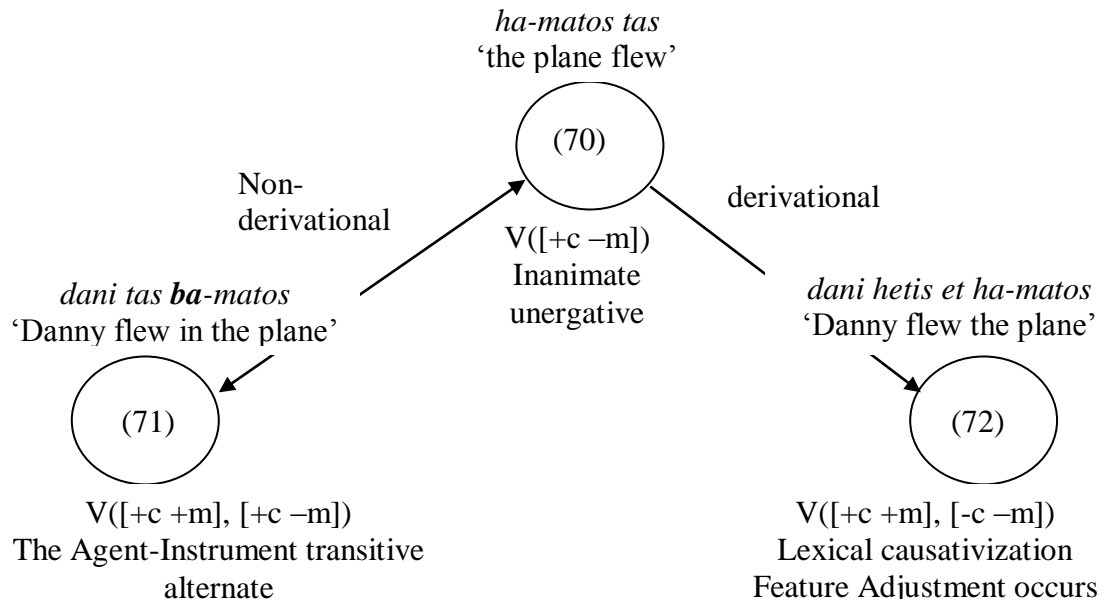 ha-matos tas
‘the plane flew’
(70)
Non-
derivational
derivational
V([+c –m])
Inanimate
unergative
dani tas ba-matos
‘Danny flew in the plane’
dani hetis et ha-matos
‘Danny flew the plane’
(71)
(72)
V([+c +m], [+c –m])
The Agent-Instrument transitive
alternate
V([+c +m], [-c –m])
Lexical causativization
Feature Adjustment occurs